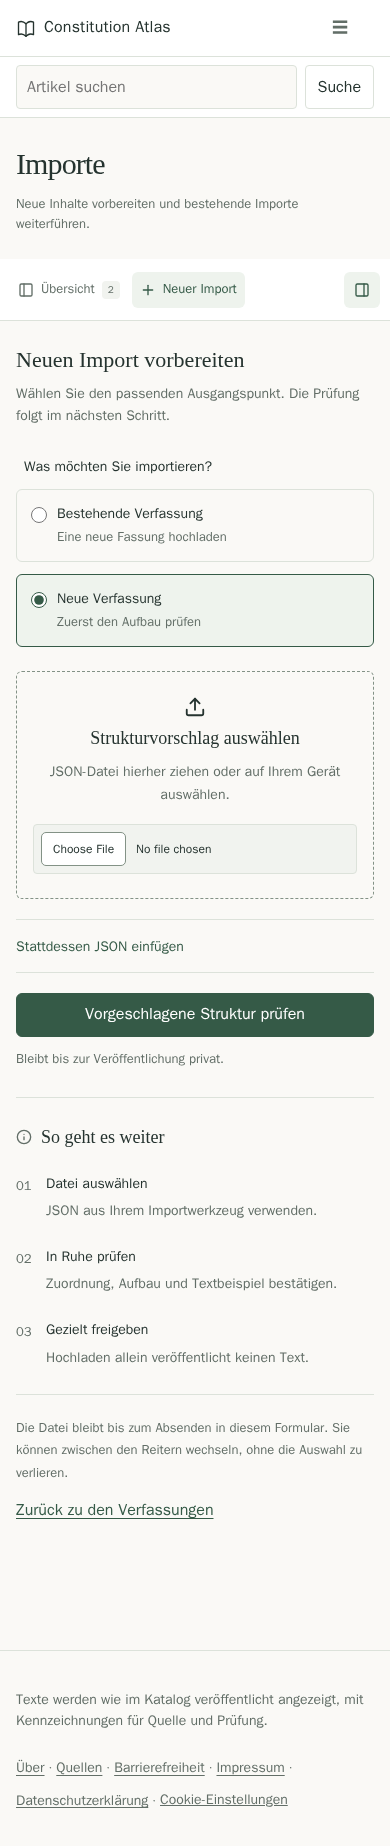 Constitution Atlas
Artikel suchen
Suche
Importe
Neue Inhalte vorbereiten und bestehende Importe
weiterführen.
Übersicht 2
Neuer Import
Neuen Import vorbereiten
Wählen Sie den passenden Ausgangspunkt. Die Prüfung
folgt im nächsten Schritt.
Was möchten Sie importieren?
Bestehende Verfassung
Eine neue Fassung hochladen
Neue Verfassung
Zuerst den Aufbau prüfen
Strukturvorschlag auswählen
JSON-Datei hierher ziehen oder auf Ihrem Gerät
auswählen.
Choose File No file chosen
Stattdessen JSON einfügen
Vorgeschlagene Struktur prüfen
Bleibt bis zur Veröffentlichung privat.
So geht es weiter
01 Datei auswählen
JSON aus Ihrem Importwerkzeug verwenden.
02 In Ruhe prüfen
Zuordnung, Aufbau und Textbeispiel bestätigen.
03 Gezielt freigeben
Hochladen allein veröffentlicht keinen Text.
Die Datei bleibt bis zum Absenden in diesem Formular. Sie
können zwischen den Reitern wechseln, ohne die Auswahl zu
verlieren.
Zurück zu den Verfassungen
Texte werden wie im Katalog veröffentlicht angezeigt, mit
Kennzeichnungen für Quelle und Prüfung.
Über · Quellen · Barrierefreiheit · Impressum ·
Datenschutzerklärung · Cookie-Einstellungen